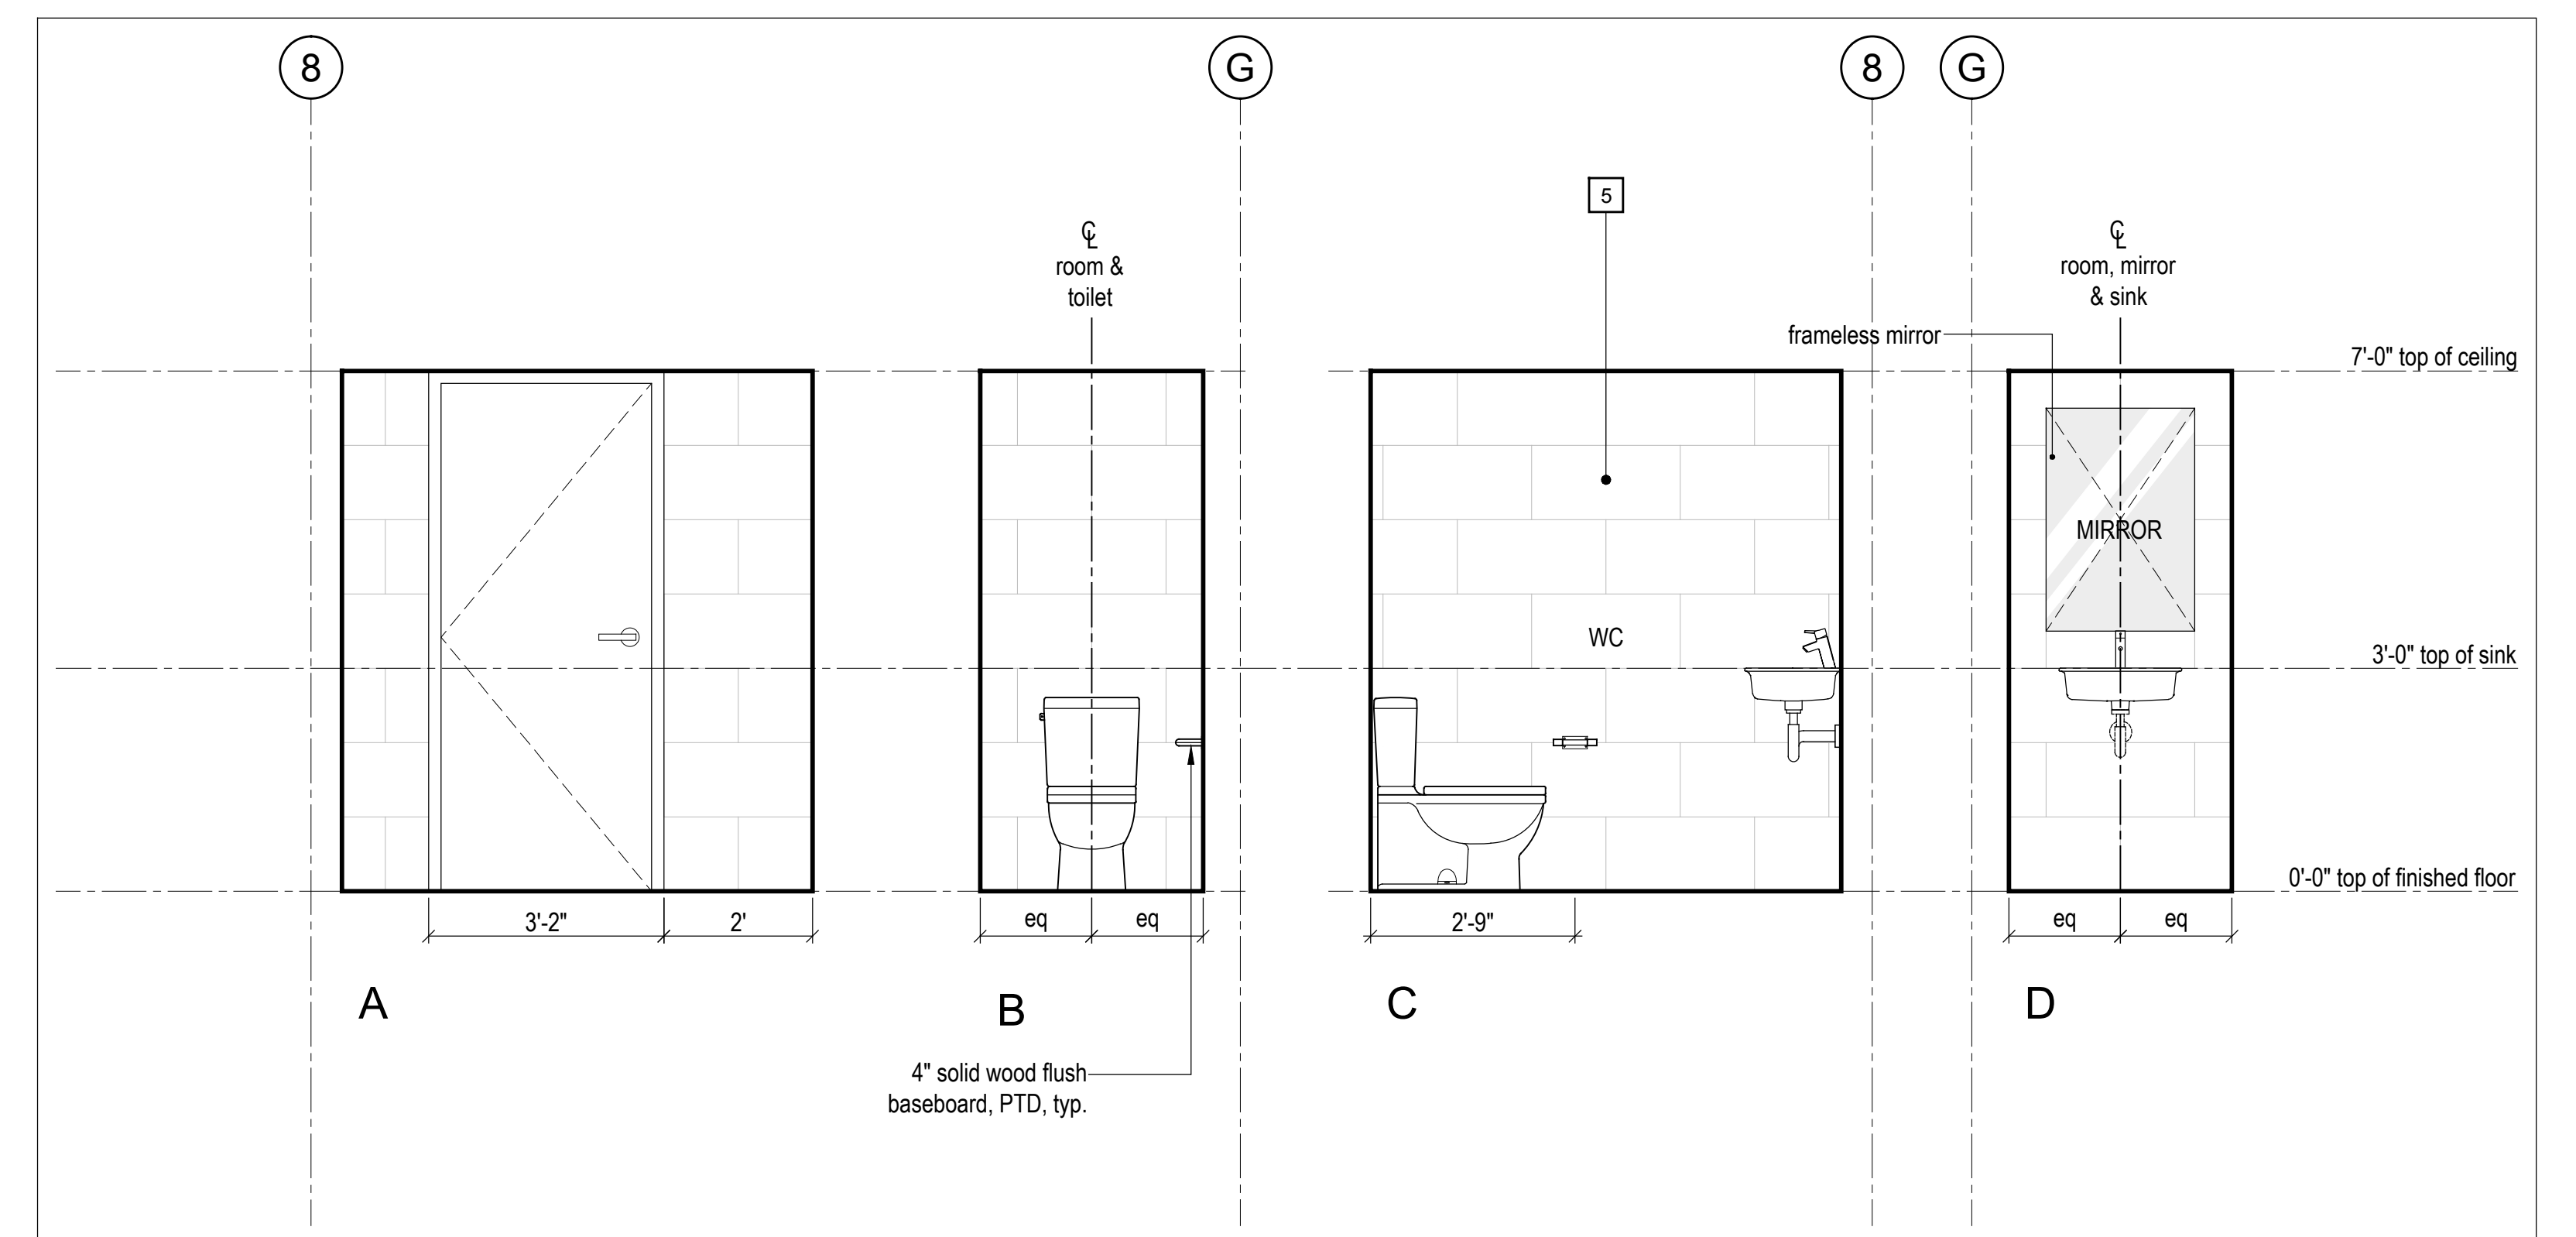 8
G
8
G
5
℄
room &
toilet
℄
room, mirror
& sink
frameless mirror
7'-0" top of ceiling
MIRROR
WC
3'-0" top of sink
0'-0" top of finished floor
3'-2"
2'
eq
eq
2'-9"
eq
eq
A
B
C
D
4" solid wood flush
baseboard, PTD, typ.